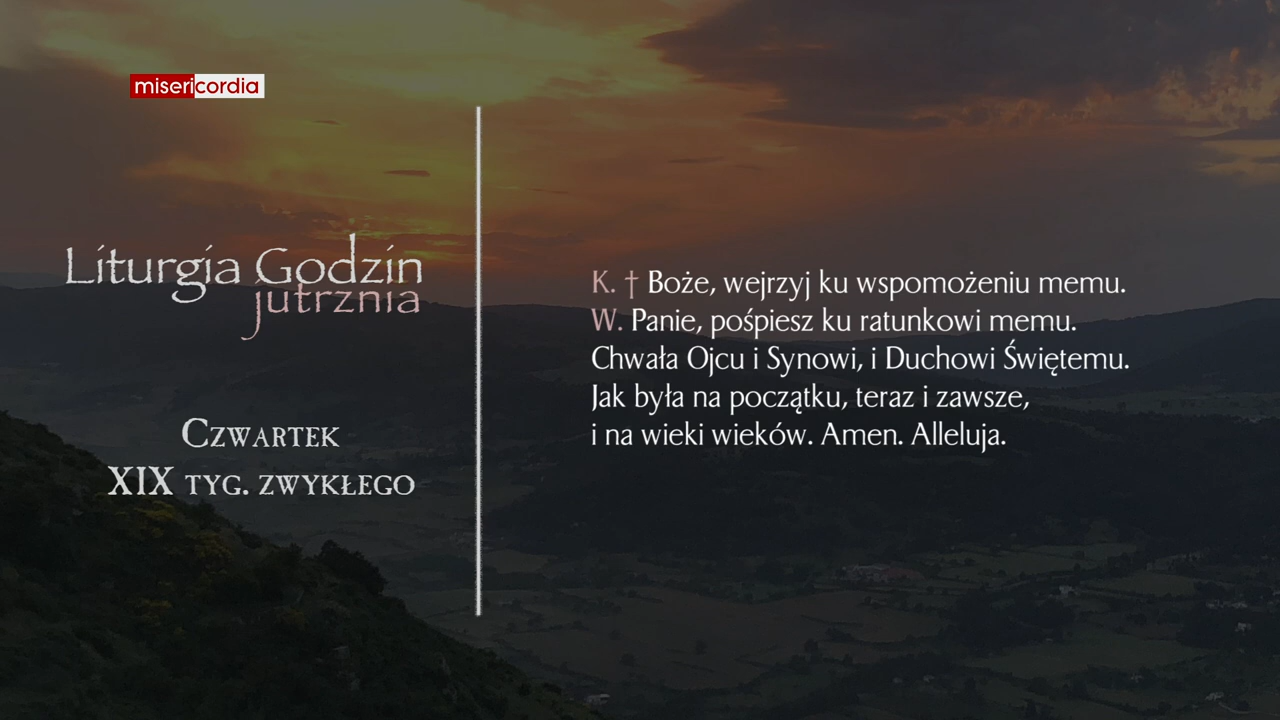 misericordia
Liturgia Godzin
jutrznia
Czwartek
XIX tyg. zwykłego
K. † Boże, wejrzyj ku wspomożeniu memu.
W. Panie, pośpiesz ku ratunkowi memu.
Chwała Ojcu i Synowi, i Duchowi Świętemu.
Jak była na początku, teraz i zawsze,
i na wieki wieków. Amen. Alleluja.